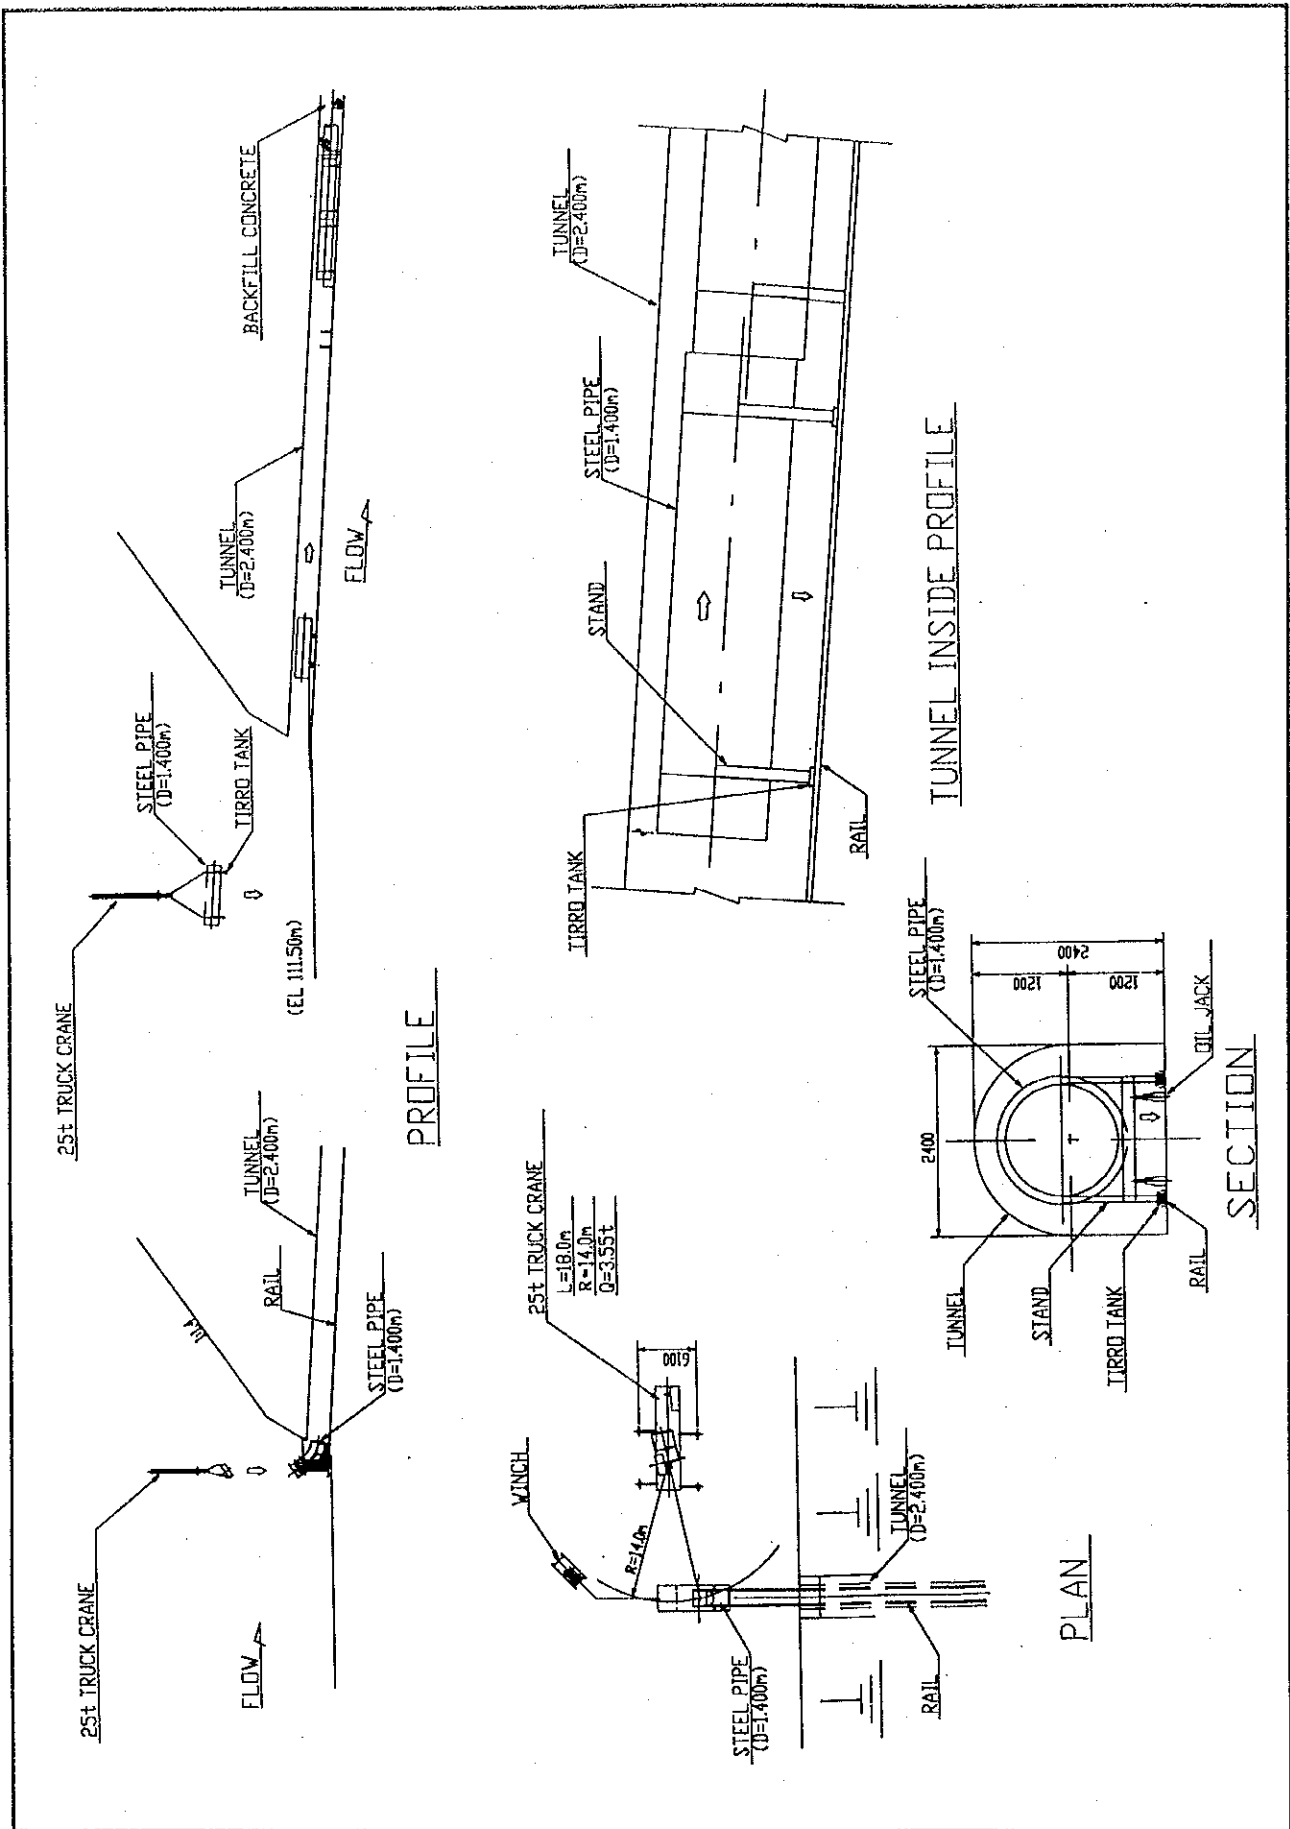 25t TRUCK CRANE
FLOW
1:1.4
RAIL
TUNNEL
(D=2.400m)
STEEL PIPE
(D=1.400m)
PROFILE
25t TRUCK CRANE
STEEL PIPE
(D=1.400m)
TIRRO TANK
(EL 111.50m)
TUNNEL
(D=2.400m)
FLOW
BACKFILL CONCRETE
WINCH
25t TRUCK CRANE
L=18.0m
R=14.0m
Q=3.55t
R=14.0m
6100
STEEL PIPE
(D=1.400m)
RAIL
TUNNEL
(D=2.400m)
PLAN
TIRRO TANK
STAND
STEEL PIPE
(D=1.400m)
TUNNEL
(D=2.400m)
RAIL
TUNNEL INSIDE PROFILE
TUNNEL
STAND
TIRRO TANK
RAIL
2400
STEEL PIPE
(D=1.400m)
1200
1200
2400
OIL JACK
SECTION